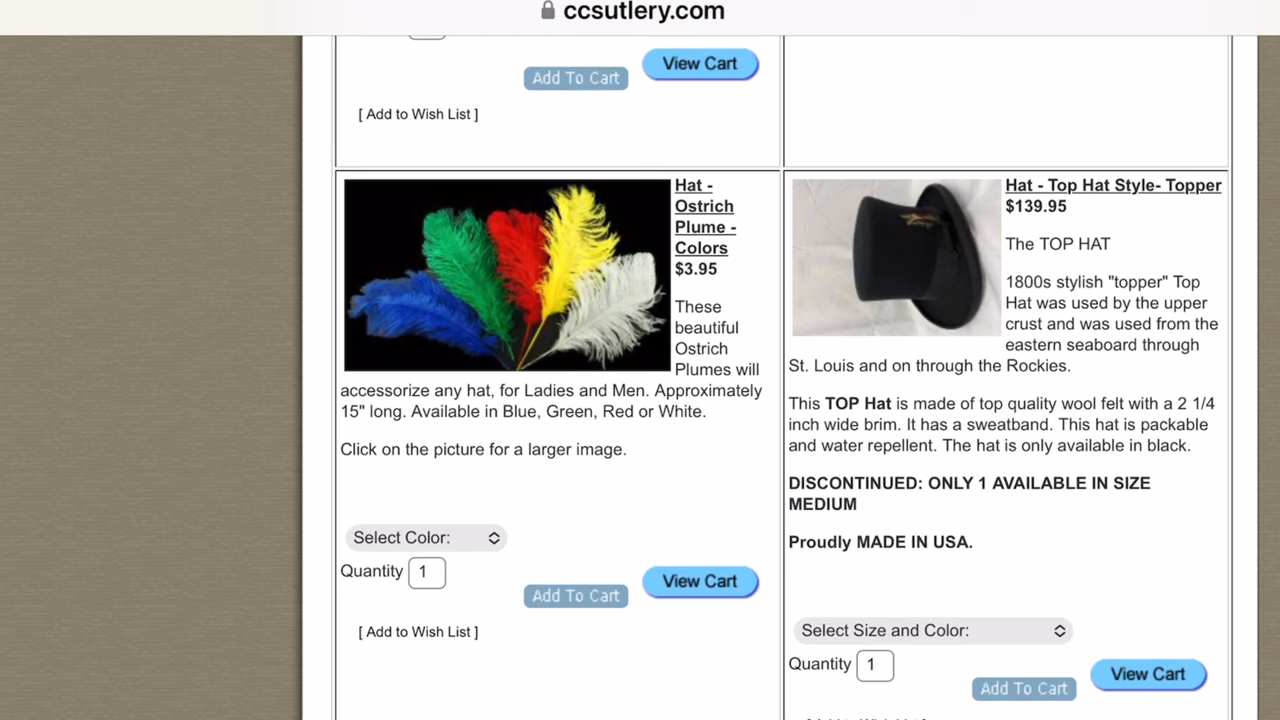 ccsutlery.com
View Cart
Add To Cart
[ Add to Wish List ]
Hat -
Ostrich
Plume -
Colors
$3.95
These
beautiful
Ostrich
Plumes will
accessorize any hat, for Ladies and Men. Approximately
15" long. Available in Blue, Green, Red or White.
Click on the picture for a larger image.
Select Color:
Quantity 1
View Cart
Add To Cart
[ Add to Wish List ]
Hat - Top Hat Style- Topper
$139.95
The TOP HAT
1800s stylish "topper" Top
Hat was used by the upper
crust and was used from the
eastern seaboard through
St. Louis and on through the Rockies.
This TOP Hat is made of top quality wool felt with a 2 1/4
inch wide brim. It has a sweatband. This hat is packable
and water repellent. The hat is only available in black.
DISCONTINUED: ONLY 1 AVAILABLE IN SIZE
MEDIUM
Proudly MADE IN USA.
Select Size and Color:
Quantity 1
View Cart
Add To Cart